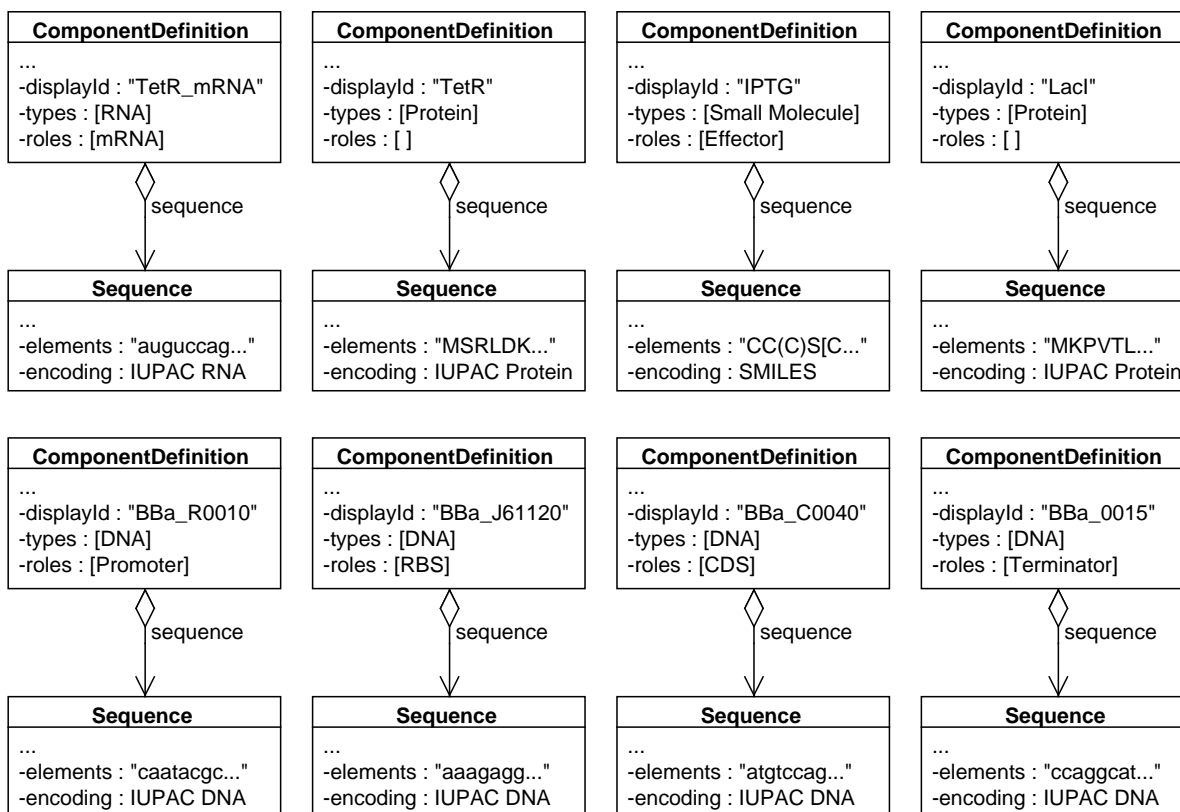 ComponentDefinition
...
-displayId : "TetR_mRNA"
-types : [RNA]
-roles : [mRNA]
sequence
Sequence
...
-elements : "auguccag..."
-encoding : IUPAC RNA
ComponentDefinition
...
-displayId : "TetR"
-types : [Protein]
-roles : [ ]
sequence
Sequence
...
-elements : "MSRLDK..."
-encoding : IUPAC Protein
ComponentDefinition
...
-displayId : "IPTG"
-types : [Small Molecule]
-roles : [Effector]
sequence
Sequence
...
-elements : "CC(C)S[C..."
-encoding : SMILES
ComponentDefinition
...
-displayId : "LacI"
-types : [Protein]
-roles : [ ]
sequence
Sequence
...
-elements : "MKPVTL..."
-encoding : IUPAC Protein
ComponentDefinition
...
-displayId : "BBa_R0010"
-types : [DNA]
-roles : [Promoter]
sequence
Sequence
...
-elements : "caatacgc..."
-encoding : IUPAC DNA
ComponentDefinition
...
-displayId : "BBa_J61120"
-types : [DNA]
-roles : [RBS]
sequence
Sequence
...
-elements : "aaagagg..."
-encoding : IUPAC DNA
ComponentDefinition
...
-displayId : "BBa_C0040"
-types : [DNA]
-roles : [CDS]
sequence
Sequence
...
-elements : "atgtccag..."
-encoding : IUPAC DNA
ComponentDefinition
...
-displayId : "BBa_0015"
-types : [DNA]
-roles : [Terminator]
sequence
Sequence
...
-elements : "ccaggcat..."
-encoding : IUPAC DNA